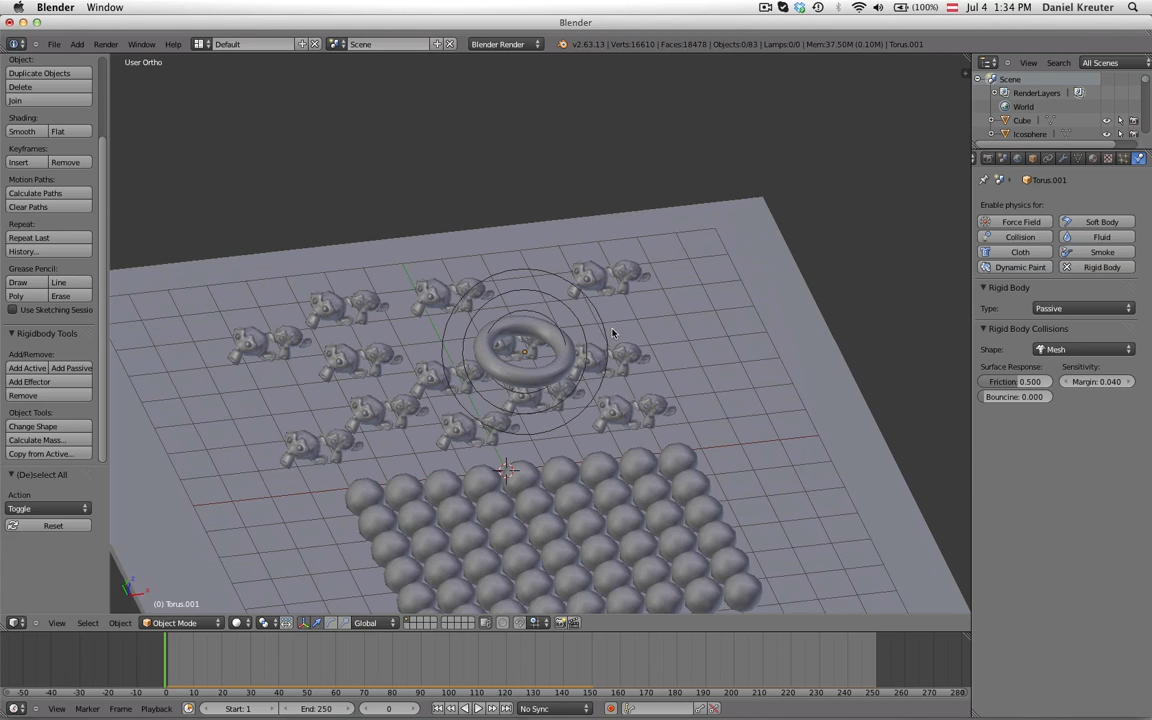 Blender Window (100%) Jul 4 1:34 PM Daniel Kreuter
Blender
File Add Render Window Help Default Scene Blender Render v2.63.13 | Verts:16610 | Faces:18478 | Objects:0/83 | Lamps:0/0 | Mem:37.50M (0.10M) | Torus.001
Object:
Duplicate Objects
Delete
Join
Shading:
Smooth Flat
Keyframes:
Insert Remove
Motion Paths:
Calculate Paths
Clear Paths
Repeat:
Repeat Last
History...
Grease Pencil:
Draw Line
Poly Erase
Use Sketching Sessio
Rigidbody Tools
Add/Remove:
Add Active Add Passive
Add Effector
Remove
Object Tools:
Change Shape
Calculate Mass...
Copy from Active...
(De)select All
Action
Toggle
Reset
User Ortho
z
x
(0) Torus.001
View Select Object Object Mode Global
View Search All Scenes
Scene
RenderLayers
World
Cube
Icosphere
Torus.001
Enable physics for:
Force Field Soft Body
Collision Fluid
Cloth Smoke
Dynamic Paint Rigid Body
Rigid Body
Type: Passive
Rigid Body Collisions
Shape: Mesh
Surface Response: Sensitivity:
Friction: 0.500 Margin: 0.040
Bouncine: 0.000
-50 -40 -30 -20 -10 0 10 20 30 40 50 60 70 80 90 100 110 120 130 140 150 160 170 180 190 200 210 220 230 240 250 260 270 280
View Marker Frame Playback Start: 1 End: 250 0 No Sync